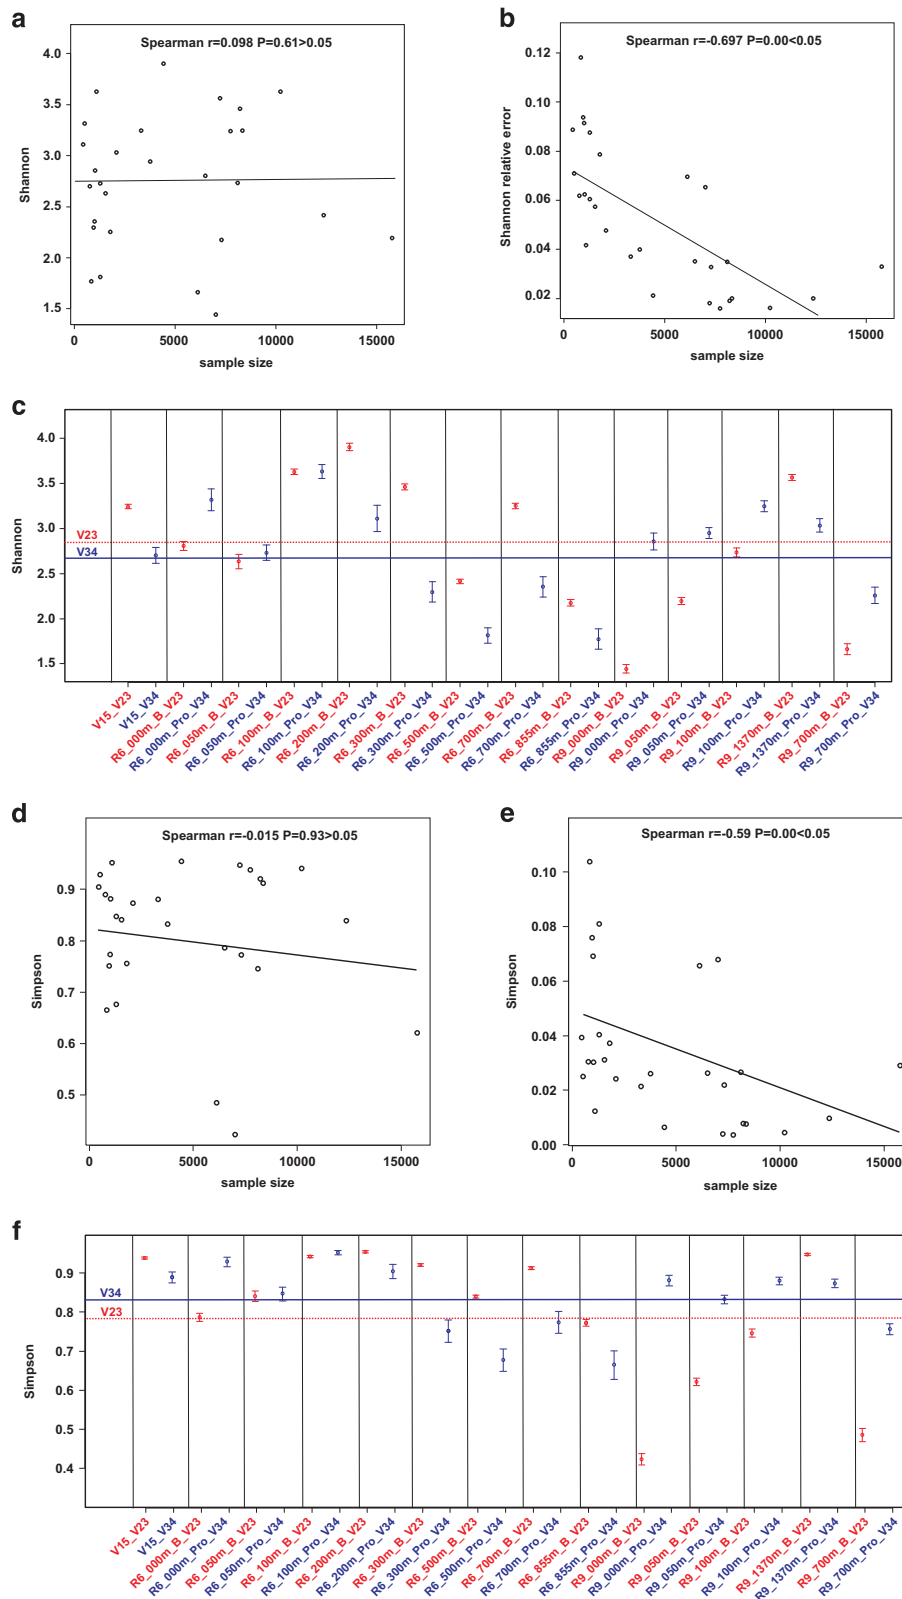 a
Spearman r=0.098 P=0.61>0.05
4.0
3.5
3.0
2.5
2.0
1.5
Shannon
0 5000 10000 15000
sample size
b
Spearman r=-0.697 P=0.00<0.05
0.12
0.10
0.08
0.06
0.04
0.02
Shannon relative error
0 5000 10000 15000
sample size
c
4.0
3.5
3.0
2.5
2.0
1.5
Shannon
V23
V34
V15_V23
V15_V34
R6_000m_B_V23
R6_000m_Pro_V34
R6_050m_B_V23
R6_050m_Pro_V34
R6_100m_B_V23
R6_100m_Pro_V34
R6_200m_B_V23
R6_200m_Pro_V34
R6_300m_B_V23
R6_300m_Pro_V34
R6_500m_B_V23
R6_500m_Pro_V34
R6_700m_B_V23
R6_700m_Pro_V34
R6_855m_B_V23
R6_855m_Pro_V34
R9_000m_B_V23
R9_000m_Pro_V34
R9_050m_B_V23
R9_050m_Pro_V34
R9_100m_B_V23
R9_100m_Pro_V34
R9_1370m_B_V23
R9_1370m_Pro_V34
R9_700m_B_V23
R9_700m_Pro_V34
d
Spearman r=-0.015 P=0.93>0.05
0.9
0.8
0.7
0.6
0.5
Simpson
0 5000 10000 15000
sample size
e
Spearman r=-0.59 P=0.00<0.05
0.10
0.08
0.06
0.04
0.02
0.00
Simpson
0 5000 10000 15000
sample size
f
0.9
0.8
0.7
0.6
0.5
0.4
Simpson
V34
V23
V15_V23
V15_V34
R6_000m_B_V23
R6_000m_Pro_V34
R6_050m_B_V23
R6_050m_Pro_V34
R6_100m_B_V23
R6_100m_Pro_V34
R6_200m_B_V23
R6_200m_Pro_V34
R6_300m_B_V23
R6_300m_Pro_V34
R6_500m_B_V23
R6_500m_Pro_V34
R6_700m_B_V23
R6_700m_Pro_V34
R6_855m_B_V23
R6_855m_Pro_V34
R9_000m_B_V23
R9_000m_Pro_V34
R9_050m_B_V23
R9_050m_Pro_V34
R9_100m_B_V23
R9_100m_Pro_V34
R9_1370m_B_V23
R9_1370m_Pro_V34
R9_700m_B_V23
R9_700m_Pro_V34